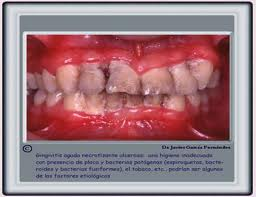 © Dr. Javier García Fernández
Gingivitis aguda necrotizante ulcerosa: una higiene inadecuada
con presencia de placa y bacterias patógenas (espiroquetas, bacte-
roides y bacterias fusiformes), el tabaco, etc., podrían ser algunos
de los factores etiológicos